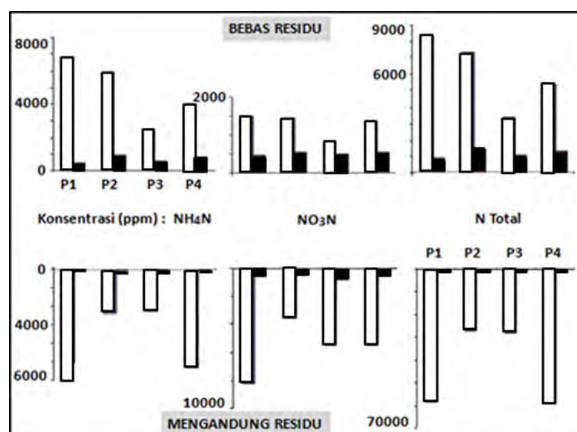 BEBAS RESIDU
8000
4000
0
P1 P2 P3 P4
2000
9000
6000
Konsentrasi (ppm) : NH4N
NO3N
N Total
0
4000
6000
10000
P1 P2 P3 P4
70000
MENGANDUNG RESIDU